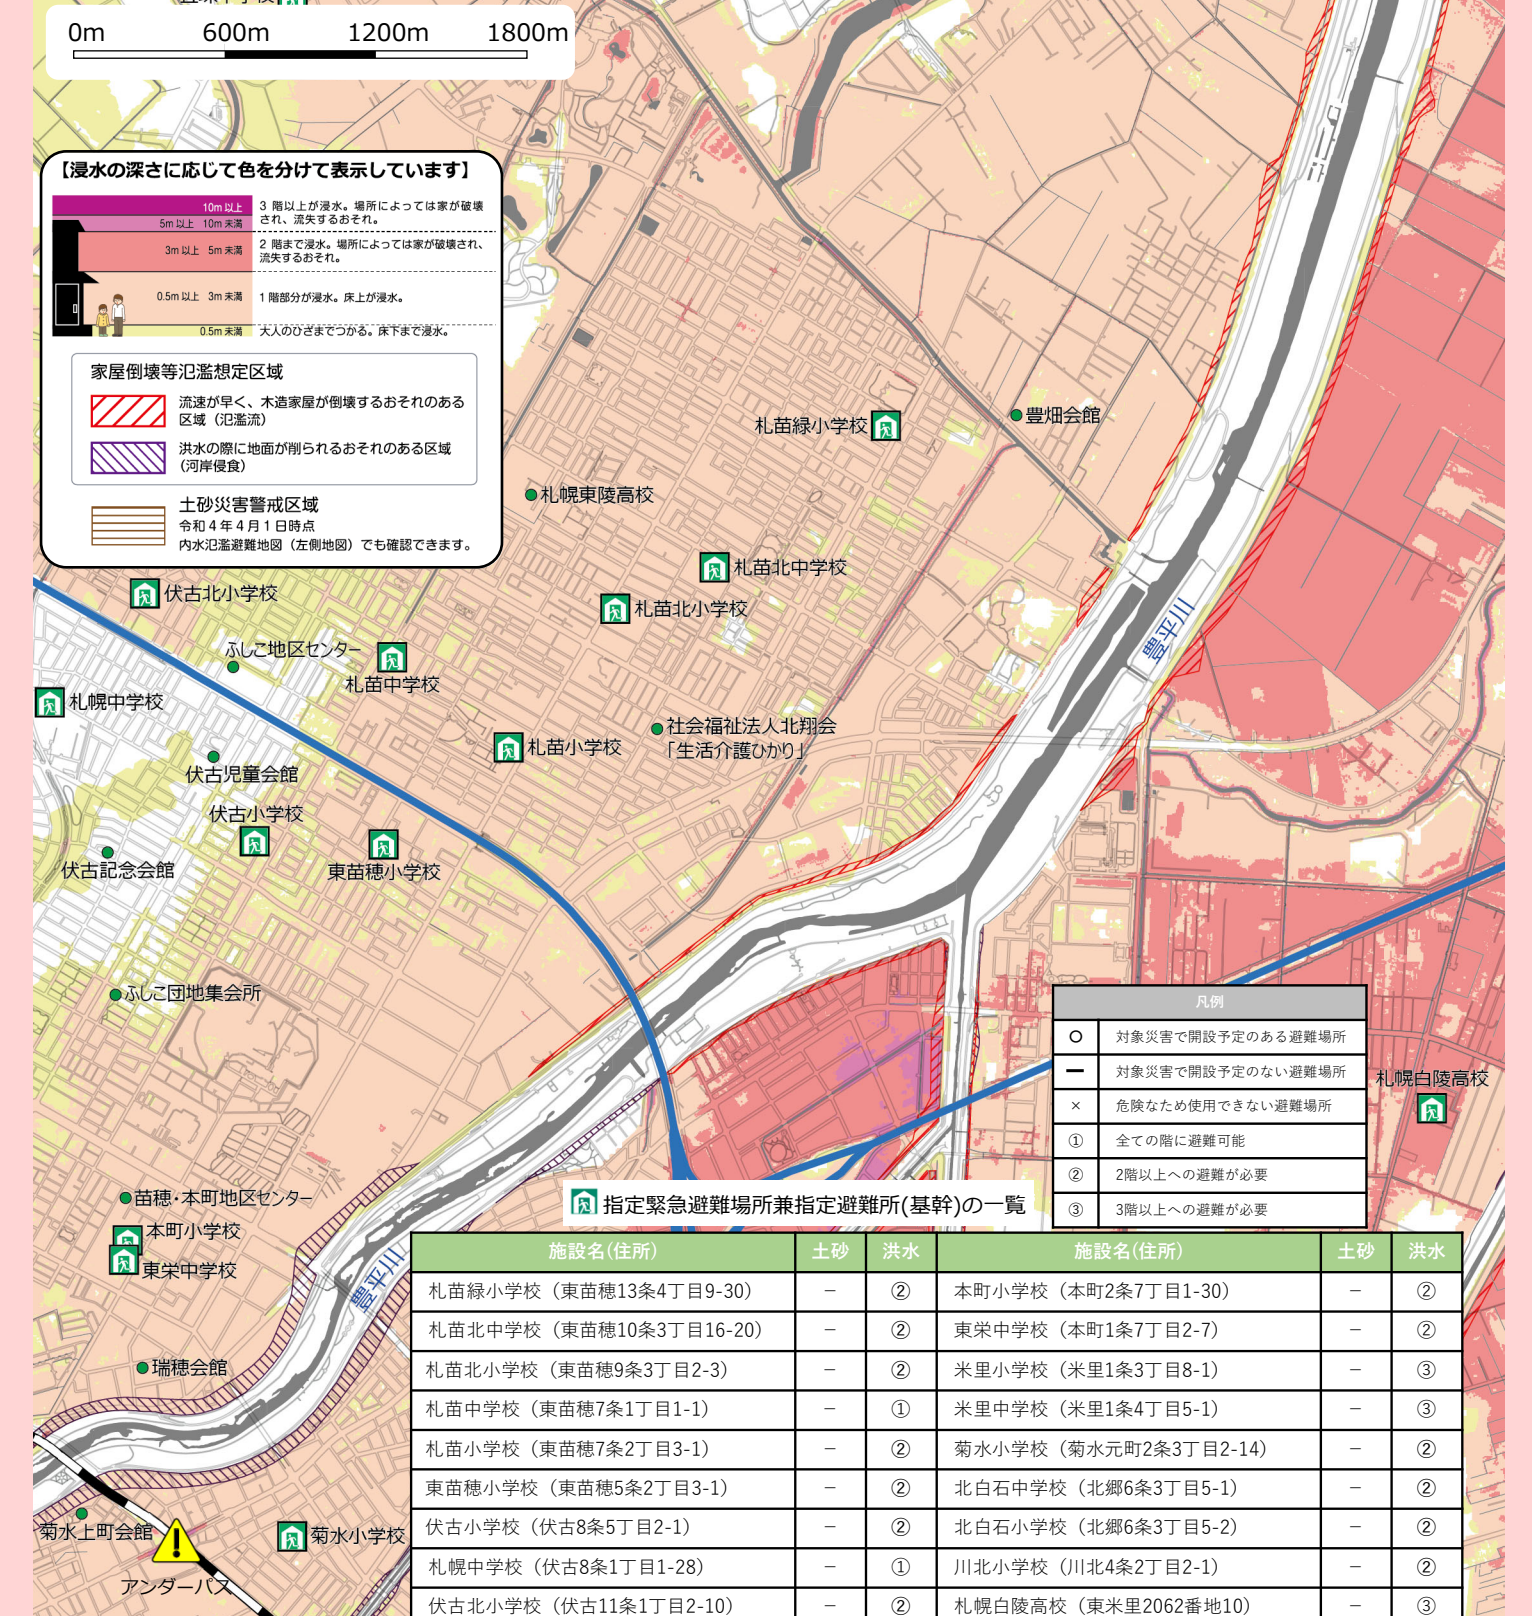 0m 600m 1200m 1800m
【浸水の深さに応じて色を分けて表示しています】
10m 以上
3 階以上が浸水。場所によっては家が破壊
され、流失するおそれ。
5m 以上 10m 未満
3m 以上 5m 未満
2 階まで浸水。場所によっては家が破壊され、
流失するおそれ。
0.5m 以上 3m 未満
1 階部分が浸水。床上が浸水。
0.5m 未満
大人のひざまでつかる。床下まで浸水。
家屋倒壊等氾濫想定区域
流速が早く、木造家屋が倒壊するおそれのある
区域（氾濫流）
洪水の際に地面が削られるおそれのある区域
（河岸侵食）
土砂災害警戒区域
令和４年４月１日時点
内水氾濫避難地図（左側地図）でも確認できます。
札苗緑小学校
豊畑会館
札幌東陵高校
札苗北中学校
伏古北小学校
札苗北小学校
豊平川
ふしこ地区センター
札苗中学校
札幌中学校
社会福祉法人北翔会
「生活介護ひかり」
札苗小学校
伏古児童会館
伏古小学校
伏古記念会館
東苗穂小学校
ふしこ団地集会所
凡例
○ 対象災害で開設予定のある避難場所
ー 対象災害で開設予定のない避難場所
× 危険なため使用できない避難場所
① 全ての階に避難可能
② 2階以上への避難が必要
③ 3階以上への避難が必要
札幌白陵高校
苗穂・本町地区センター
本町小学校
東栄中学校
豊平川
瑞穂会館
菊水上町会館
菊水小学校
アンダーパス
指定緊急避難場所兼指定避難所(基幹)の一覧
施設名(住所) 土砂 洪水 施設名(住所) 土砂 洪水
札苗緑小学校（東苗穂13条4丁目9-30） － ② 本町小学校（本町2条7丁目1-30） － ②
札苗北中学校（東苗穂10条3丁目16-20） － ② 東栄中学校（本町1条7丁目2-7） － ②
札苗北小学校（東苗穂9条3丁目2-3） － ② 米里小学校（米里1条3丁目8-1） － ③
札苗中学校（東苗穂7条1丁目1-1） － ① 米里中学校（米里1条4丁目5-1） － ③
札苗小学校（東苗穂7条2丁目3-1） － ② 菊水小学校（菊水元町2条3丁目2-14） － ②
東苗穂小学校（東苗穂5条2丁目3-1） － ② 北白石中学校（北郷6条3丁目5-1） － ②
伏古小学校（伏古8条5丁目2-1） － ② 北白石小学校（北郷6条3丁目5-2） － ②
札幌中学校（伏古8条1丁目1-28） － ① 川北小学校（川北4条2丁目2-1） － ②
伏古北小学校（伏古11条1丁目2-10） － ② 札幌白陵高校（東米里2062番地10） － ③